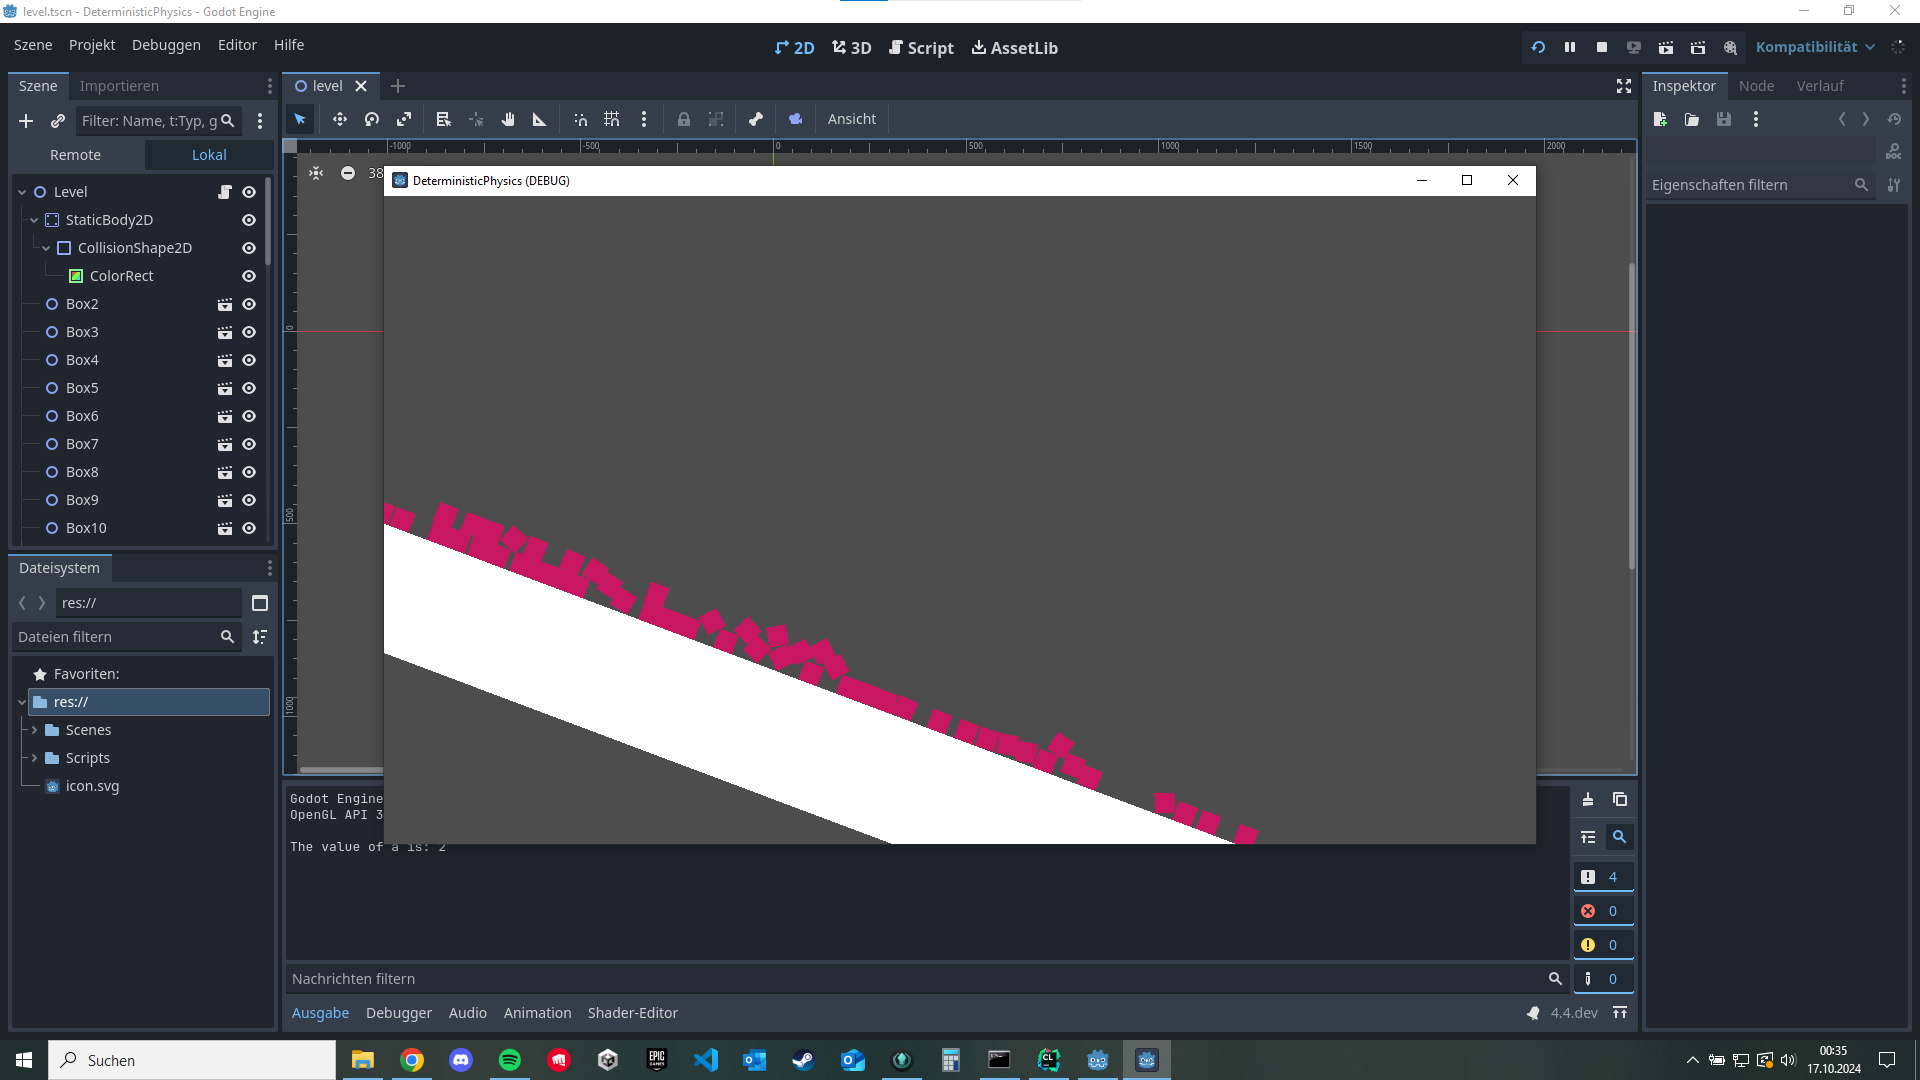 level.tscn - DeterministicPhysics - Godot Engine
Szene Projekt Debuggen Editor Hilfe
2D 3D Script AssetLib
Kompatibilität
Szene Importieren
level
Inspektor Node Verlauf
Filter: Name, t:Typ, g
Ansicht
Remote Lokal
-1000 -500 0 500 1000 1500 2000
38
DeterministicPhysics (DEBUG)
Eigenschaften filtern
Level
StaticBody2D
CollisionShape2D
ColorRect
Box2
Box3
0
Box4
Box5
Box6
Box7
Box8
Box9
500
Box10
Dateisystem
res://
Dateien filtern
Favoriten:
res://
1000
Scenes
Scripts
icon.svg
Godot Engine
OpenGL API 3
The value of a is: 2
4
0
0
0
Nachrichten filtern
Ausgabe Debugger Audio Animation Shader-Editor
4.4.dev
Suchen
EPIC GAMES
CL
00:35
17.10.2024